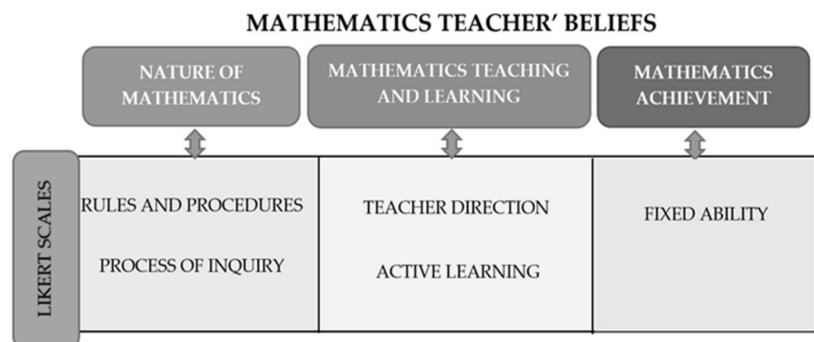 MATHEMATICS TEACHER' BELIEFS
NATURE OF
MATHEMATICS
MATHEMATICS TEACHING
AND LEARNING
MATHEMATICS
ACHIEVEMENT
LIKERT SCALES
RULES AND PROCEDURES
PROCESS OF INQUIRY
TEACHER DIRECTION
ACTIVE LEARNING
FIXED ABILITY